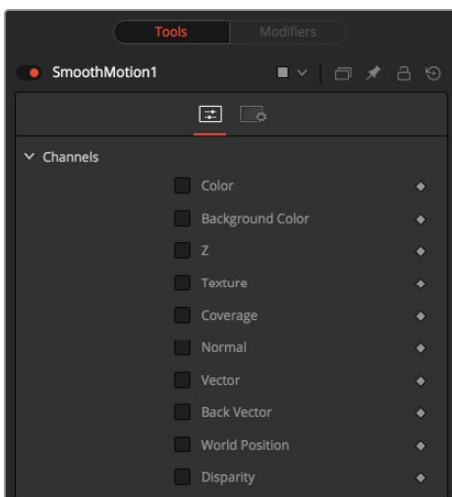 Tools Modifiers
SmoothMotion1
Channels
Color
Background Color
Z
Texture
Coverage
Normal
Vector
Back Vector
World Position
Disparity